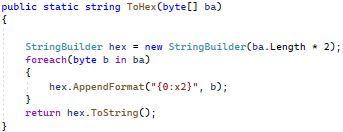 public static string ToHex(byte[] ba)
{
StringBuilder hex = new StringBuilder(ba.Length * 2);
foreach(byte b in ba)
{
hex.AppendFormat("{0:x2}", b);
}
return hex.ToString();
}